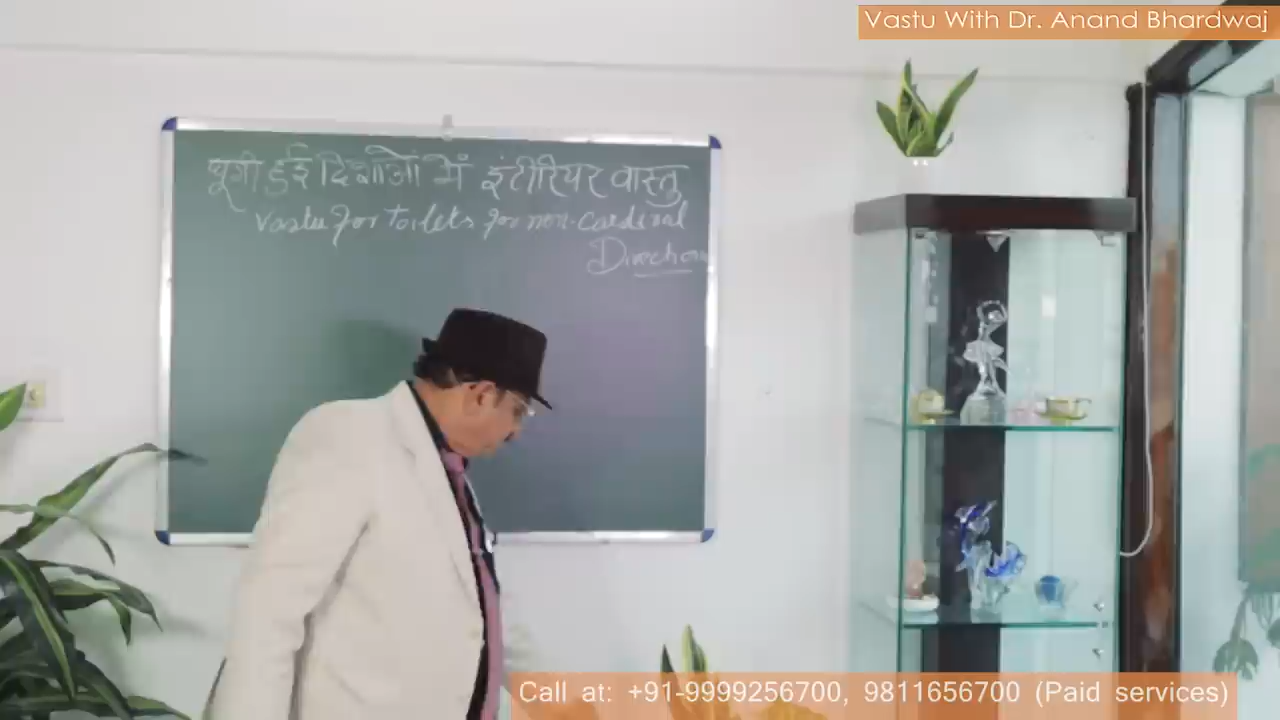 Vastu With Dr. Anand Bhardwaj
घूमी हुई दिशाओं में इंटीरियर वास्तु
Vastu for toilets for non-cardinal
Directions
Call at: +91-9999256700, 9811656700 (Paid services)